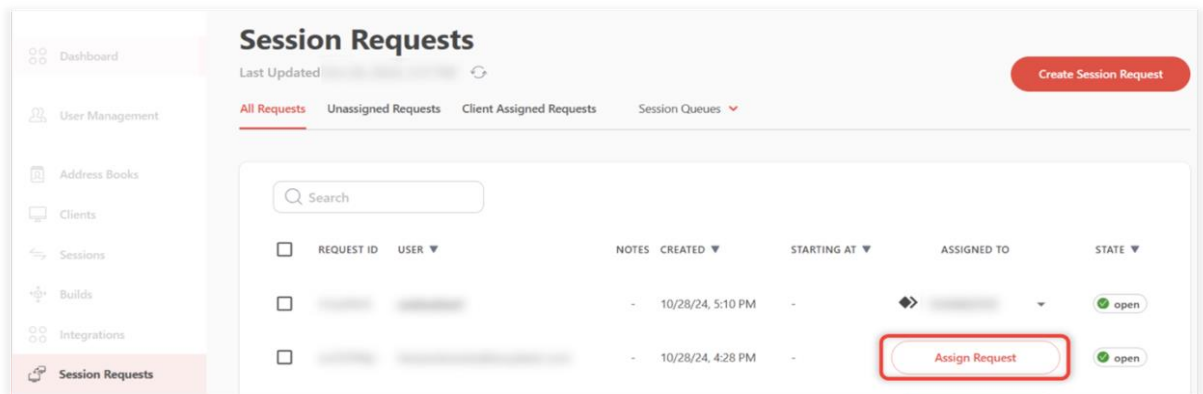 Session Requests
Last Updated
Create Session Request
All Requests Unassigned Requests Client Assigned Requests Session Queues
Dashboard
User Management
Address Books
Clients
Sessions
Builds
Integrations
Session Requests
Search
REQUEST ID USER NOTES CREATED STARTING AT ASSIGNED TO STATE
- 10/28/24, 5:10 PM - open
- 10/28/24, 4:28 PM - Assign Request open